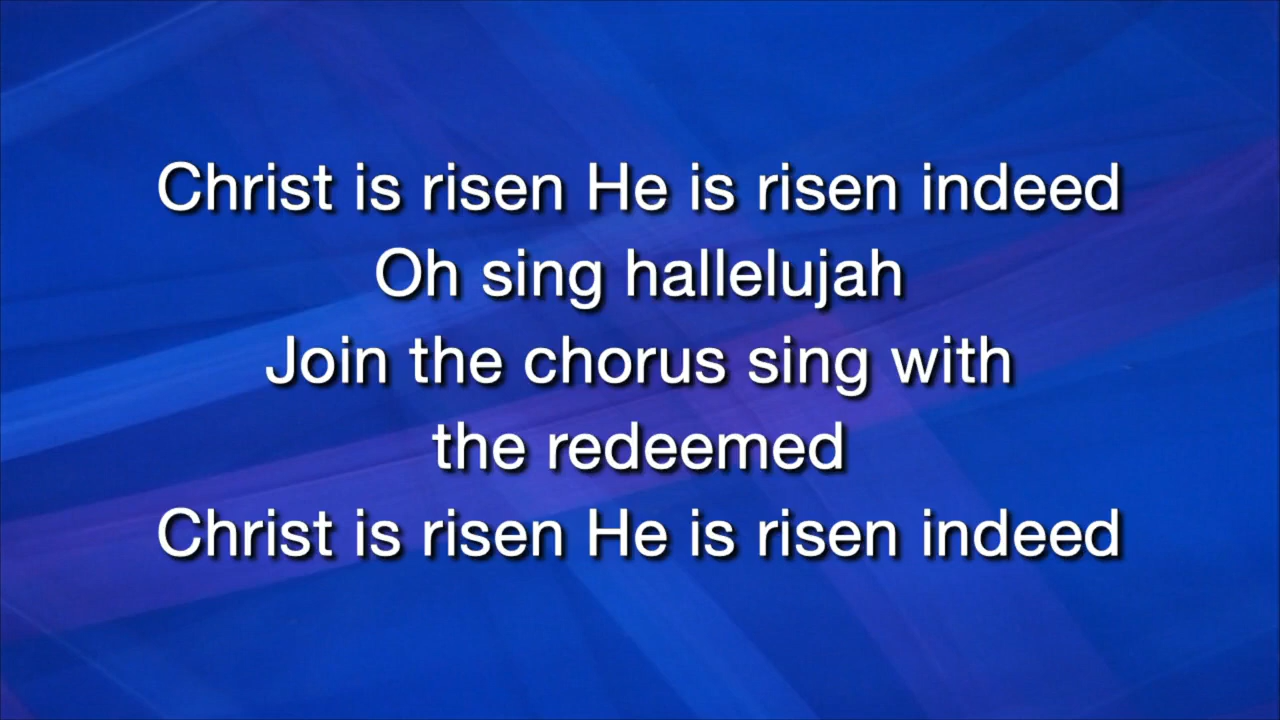 Christ is risen He is risen indeed
Oh sing hallelujah
Join the chorus sing with
the redeemed
Christ is risen He is risen indeed